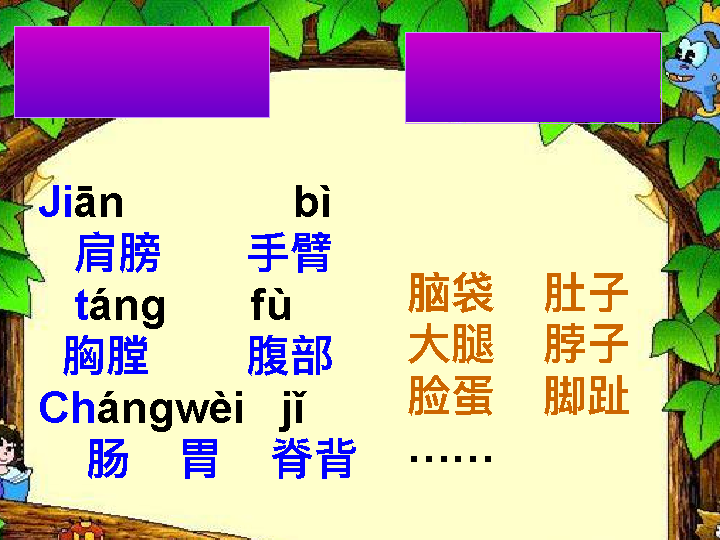 Jiān bì
肩膀 手臂
táng fù
胸膛 腹部
Chángwèi jǐ
肠 胃 脊背
脑袋 肚子
大腿 脖子
脸蛋 脚趾
……